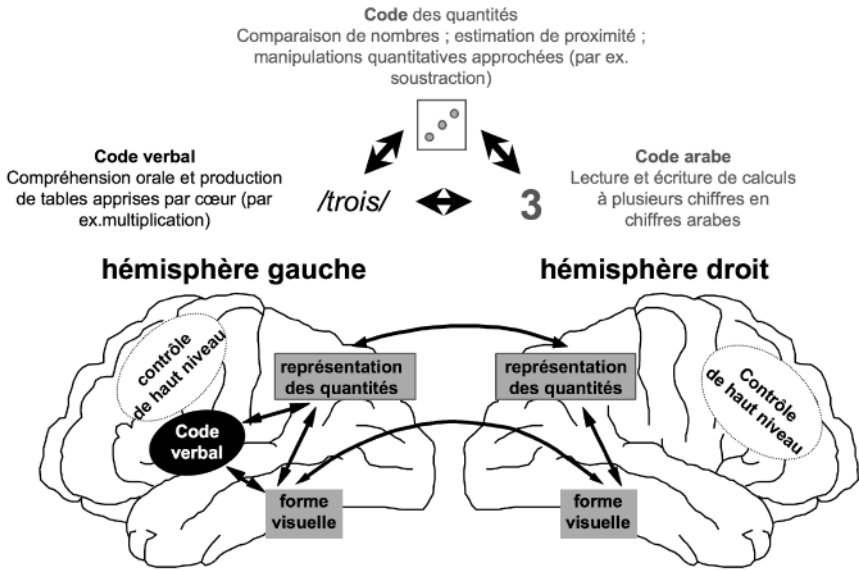 Code des quantités
Comparaison de nombres ; estimation de proximité ;
manipulations quantitatives approchées (par ex.
soustraction)
Code verbal
Compréhension orale et production
de tables apprises par cœur (par
ex.multiplication)
/trois/
3
Code arabe
Lecture et écriture de calculs
à plusieurs chiffres en
chiffres arabes
hémisphère gauche
hémisphère droit
contrôle
de haut niveau
représentation
des quantités
Code
verbal
forme
visuelle
représentation
des quantités
Contrôle
de haut niveau
forme
visuelle